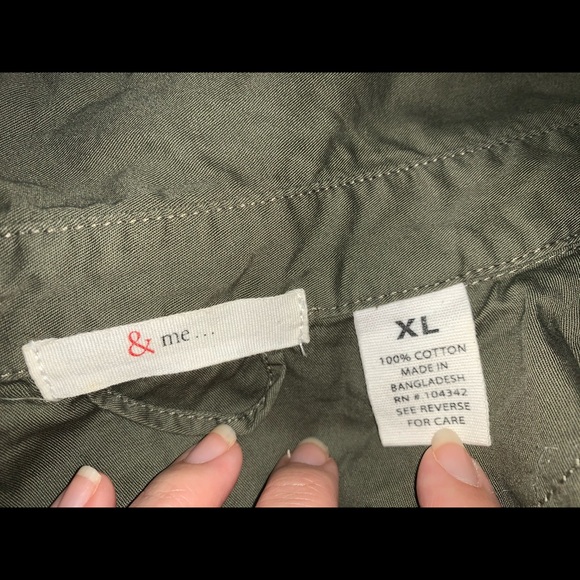 & me...
XL
100% COTTON
MADE IN
BANGLADESH
RN #.104342
SEE REVERSE
FOR CARE